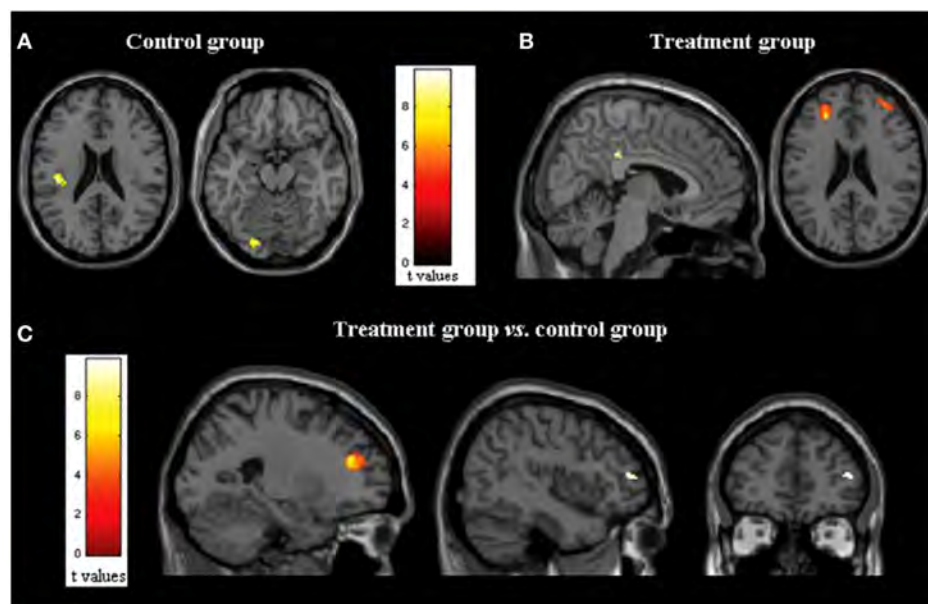 A
Control group
8
6
4
2
0
t values
B
Treatment group
C
Treatment group vs. control group
8
6
4
2
0
t values